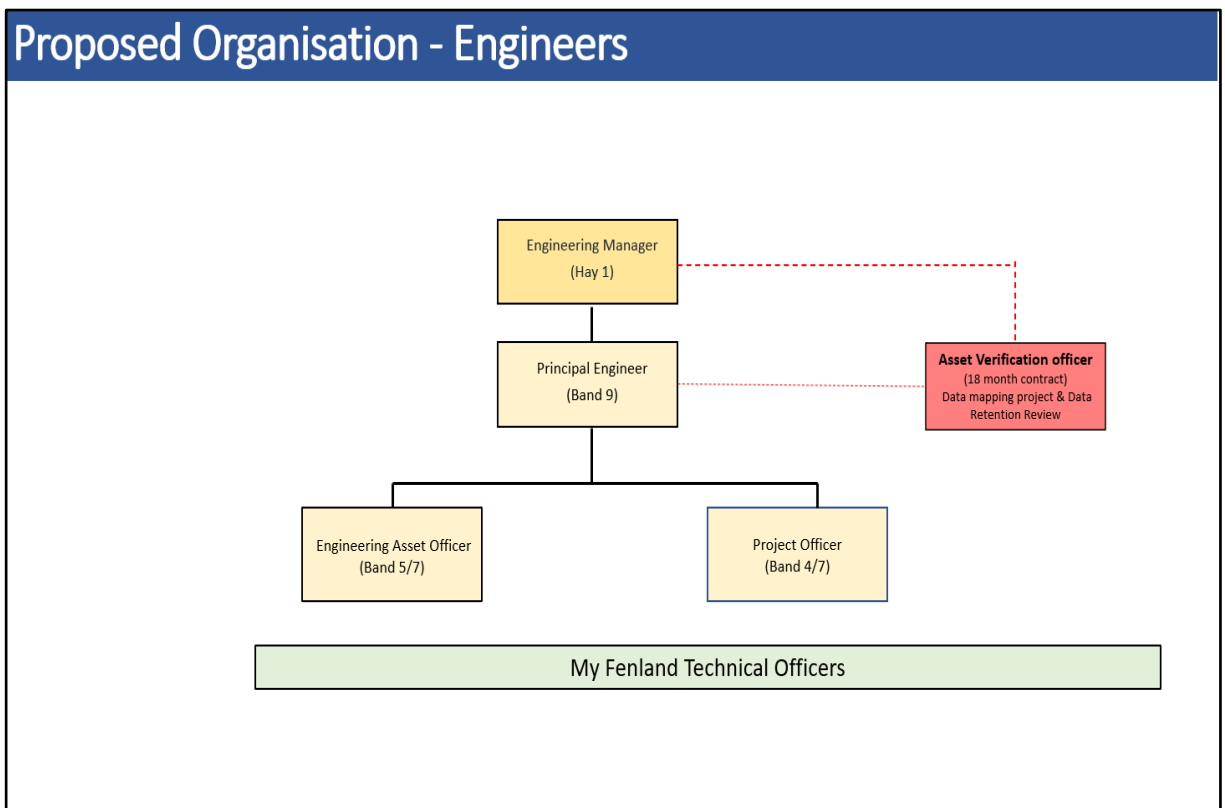 Proposed Organisation - Engineers
Engineering Manager
(Hay 1)
Principal Engineer
(Band 9)
Asset Verification officer
(18 month contract)
Data mapping project & Data
Retention Review
Engineering Asset Officer
(Band 5/7)
Project Officer
(Band 4/7)
My Fenland Technical Officers